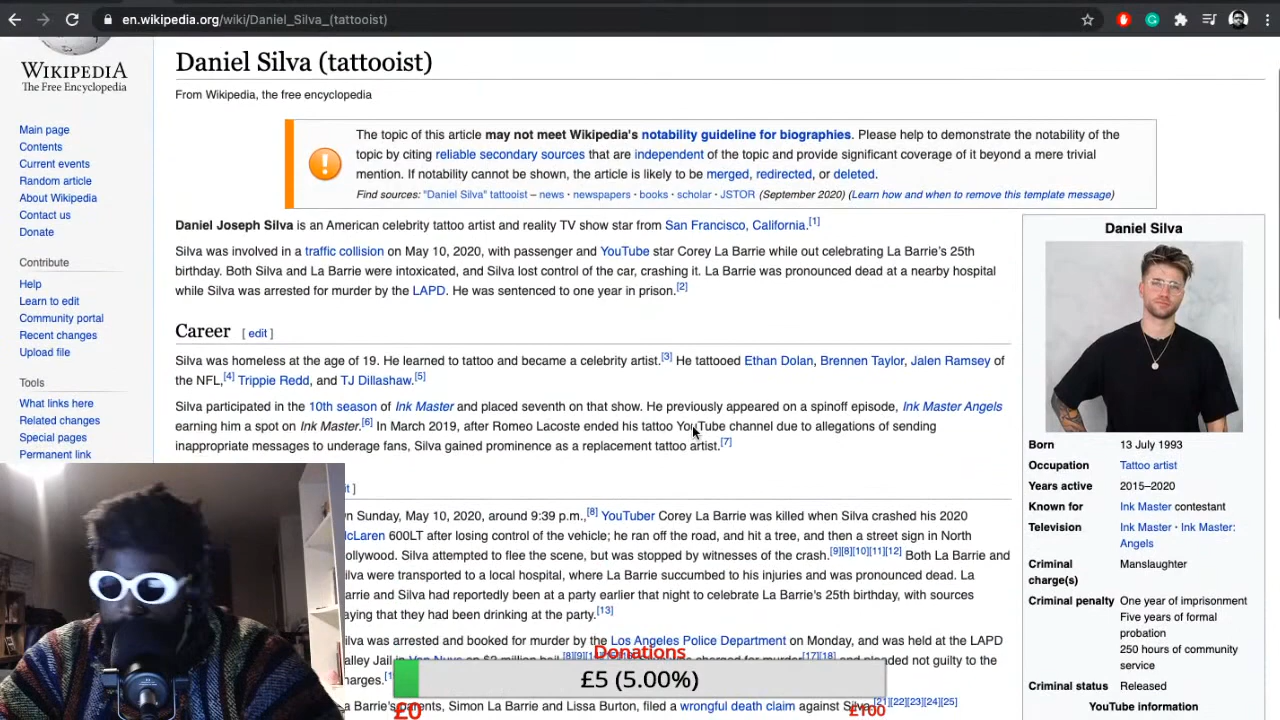 en.wikipedia.org/wiki/Daniel_Silva_(tattooist)
WIKIPEDIA
The Free Encyclopedia
Main page
Contents
Current events
Random article
About Wikipedia
Contact us
Donate
Contribute
Help
Learn to edit
Community portal
Recent changes
Upload file
Tools
What links here
Related changes
Special pages
Permanent link
Daniel Silva (tattooist)
From Wikipedia, the free encyclopedia
The topic of this article may not meet Wikipedia's notability guideline for biographies. Please help to demonstrate the notability of the
topic by citing reliable secondary sources that are independent of the topic and provide significant coverage of it beyond a mere trivial
mention. If notability cannot be shown, the article is likely to be merged, redirected, or deleted.
Find sources: "Daniel Silva" tattooist – news · newspapers · books · scholar · JSTOR (September 2020) (Learn how and when to remove this template message)
Daniel Joseph Silva is an American celebrity tattoo artist and reality TV show star from San Francisco, California.[1]
Silva was involved in a traffic collision on May 10, 2020, with passenger and YouTube star Corey La Barrie while out celebrating La Barrie's 25th
birthday. Both Silva and La Barrie were intoxicated, and Silva lost control of the car, crashing it. La Barrie was pronounced dead at a nearby hospital
while Silva was arrested for murder by the LAPD. He was sentenced to one year in prison.[2]
Career [ edit ]
Silva was homeless at the age of 19. He learned to tattoo and became a celebrity artist.[3] He tattooed Ethan Dolan, Brennen Taylor, Jalen Ramsey of
the NFL,[4] Trippie Redd, and TJ Dillashaw.[5]
Silva participated in the 10th season of Ink Master and placed seventh on that show. He previously appeared on a spinoff episode, Ink Master Angels
earning him a spot on Ink Master.[6] In March 2019, after Romeo Lacoste ended his tattoo YouTube channel due to allegations of sending
inappropriate messages to underage fans, Silva gained prominence as a replacement tattoo artist.[7]
it ]
n Sunday, May 10, 2020, around 9:39 p.m.,[8] YouTuber Corey La Barrie was killed when Silva crashed his 2020
cLaren 600LT after losing control of the vehicle; he ran off the road, and hit a tree, and then a street sign in North
ollywood. Silva attempted to flee the scene, but was stopped by witnesses of the crash.[9][8][10][11][12] Both La Barrie and
ilva were transported to a local hospital, where La Barrie succumbed to his injuries and was pronounced dead. La
arrie and Silva had reportedly been at a party earlier that night to celebrate La Barrie's 25th birthday, with sources
aying that they had been drinking at the party.[13]
ilva was arrested and booked for murder by the Los Angeles Police Department on Monday, and was held at the LAPD
alley Jail in Van Nuys on $2 million bail. murder[17][18] and pleaded not guilty to the
harges.
a Barrie's parents, Simon La Barrie and Lissa Burton, filed a wrongful death claim against Silva.[21][22][23][24][25]
Daniel Silva
Born 13 July 1993
Occupation Tattoo artist
Years active 2015–2020
Known for Ink Master contestant
Television Ink Master · Ink Master:
Angels
Criminal charge(s) Manslaughter
Criminal penalty One year of imprisonment
Five years of formal
probation
250 hours of community
service
Criminal status Released
YouTube information
Donations
£5 (5.00%)
£0
£100